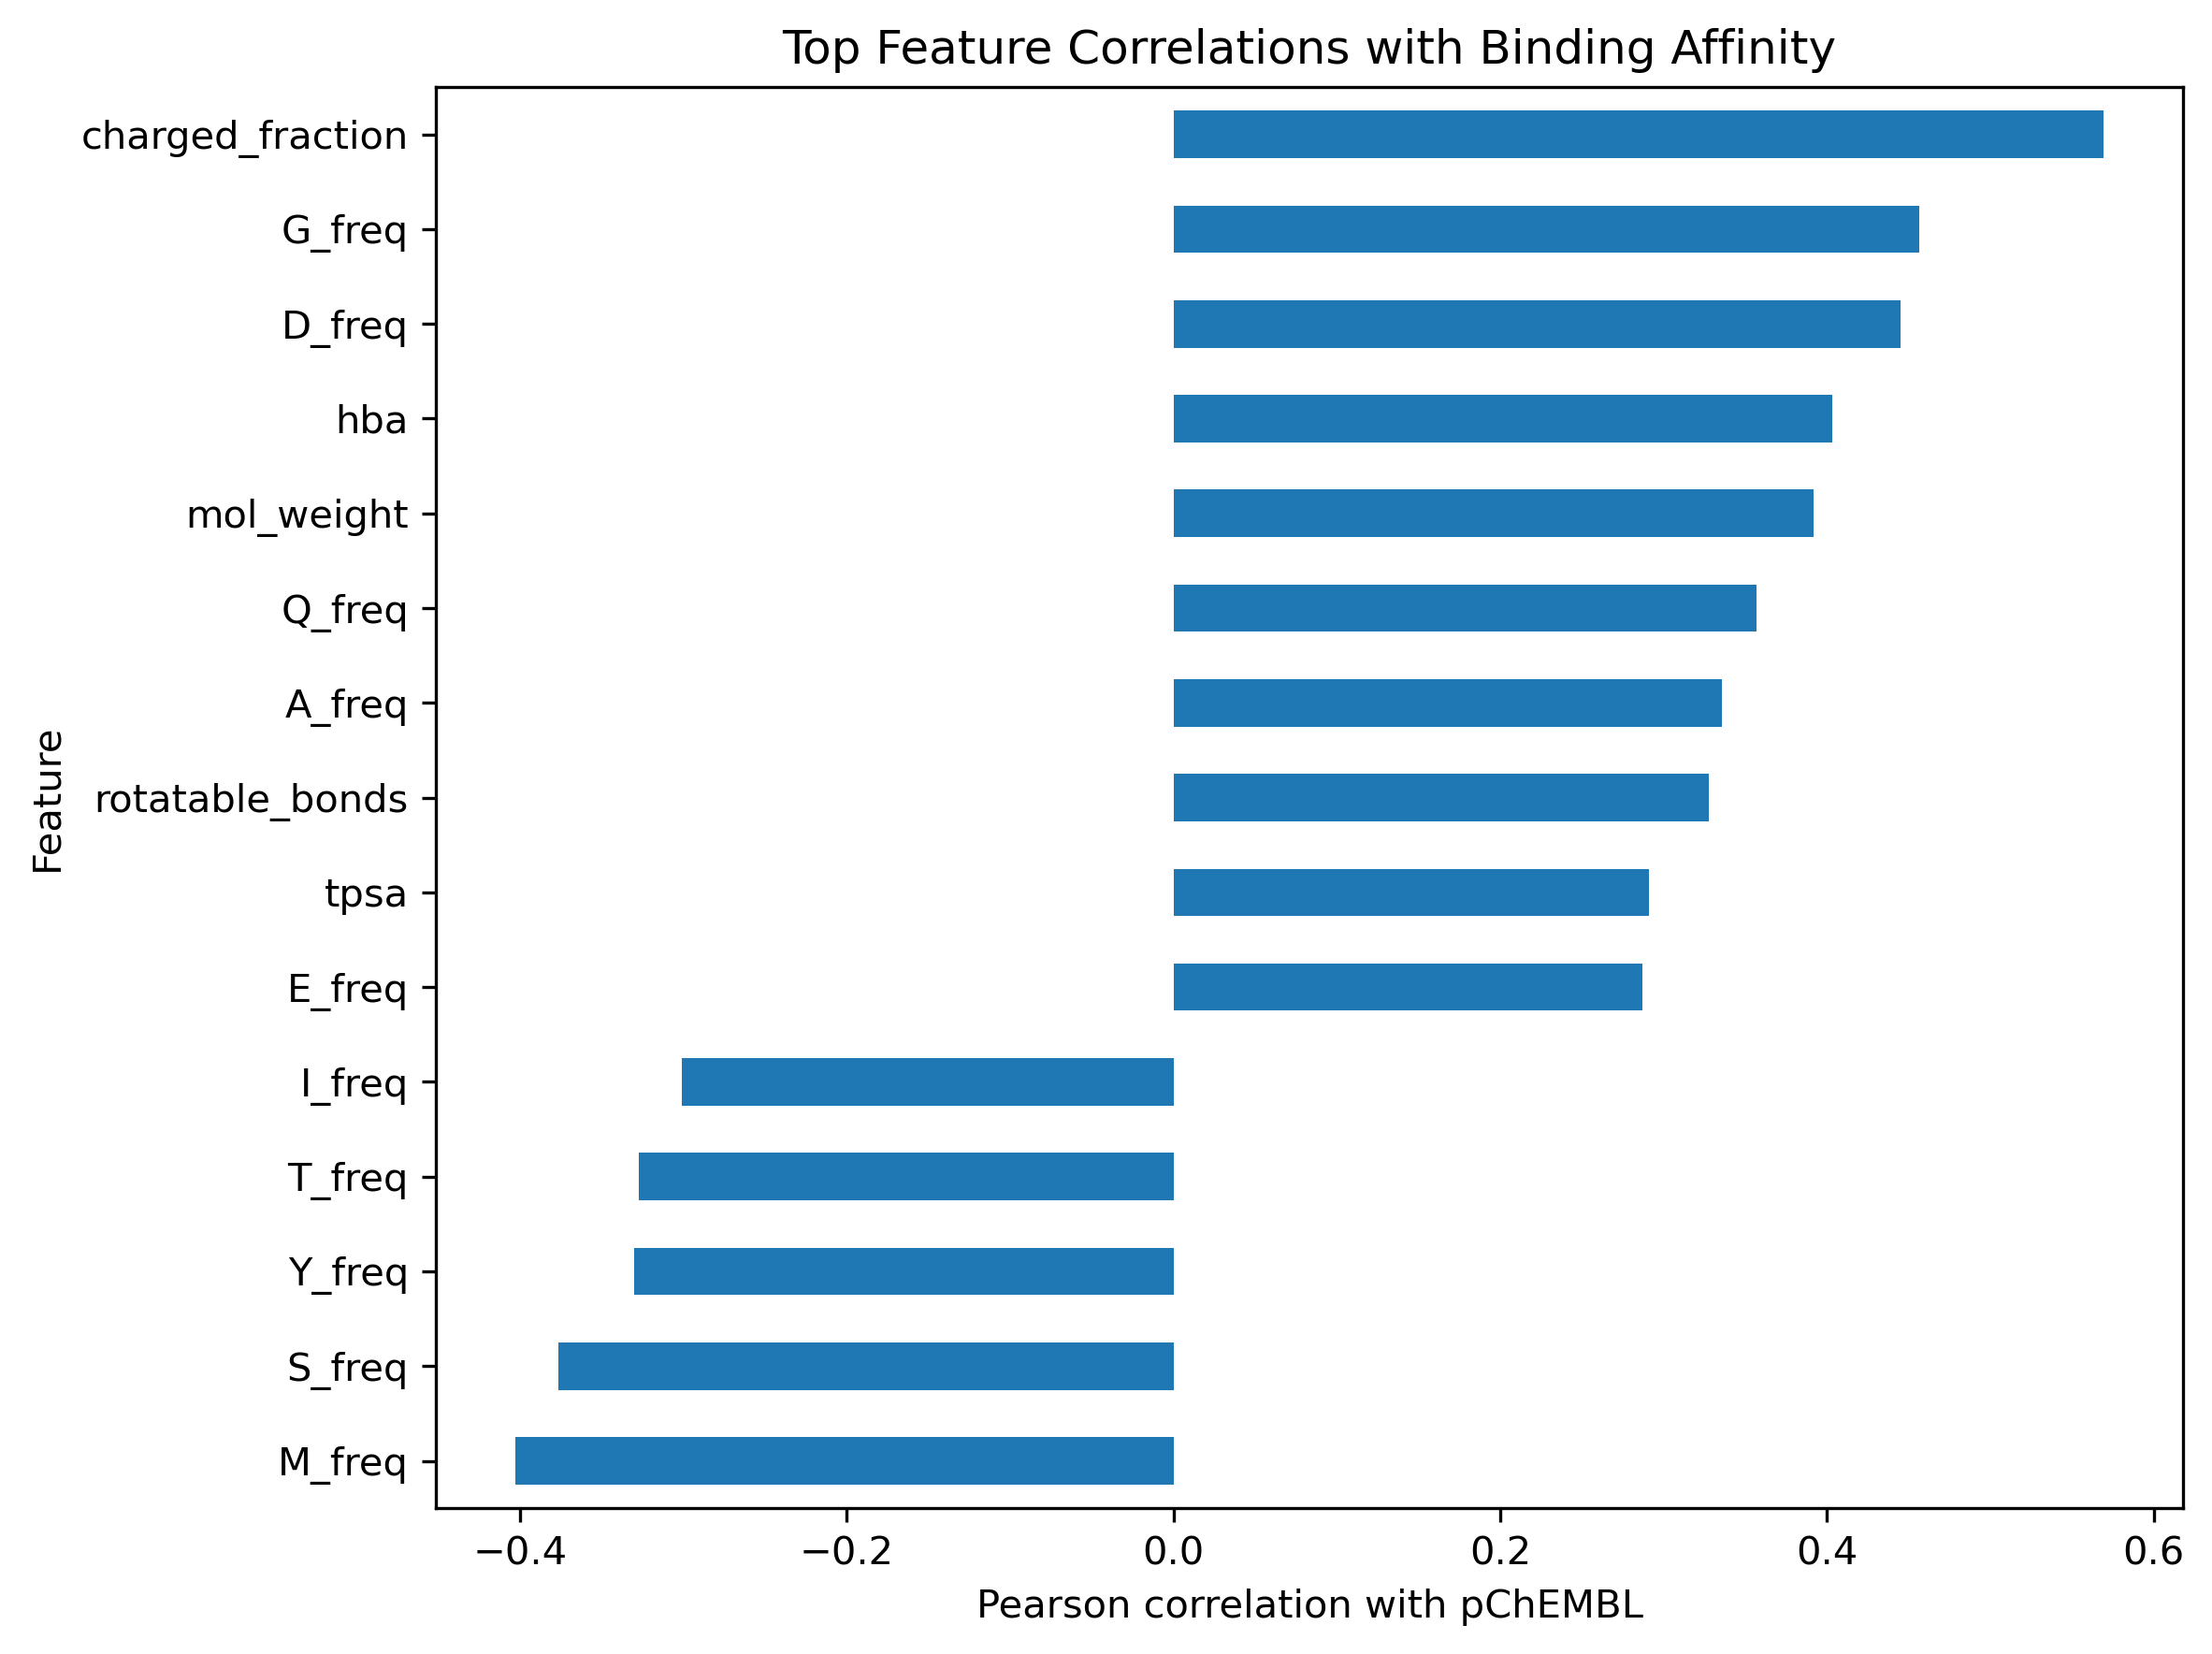 Top Feature Correlations with Binding Affinity
charged_fraction
G_freq
D_freq
hba
mol_weight
Q_freq
A_freq
rotatable_bonds
tpsa
E_freq
I_freq
T_freq
Y_freq
S_freq
M_freq
Feature
−0.4 −0.2 0.0 0.2 0.4 0.6
Pearson correlation with pChEMBL